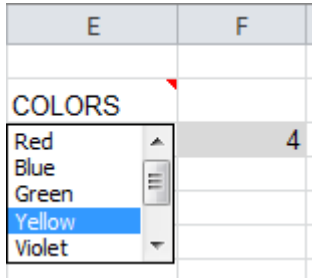 E F
COLORS
Red 4
Blue
Green
Yellow
Violet